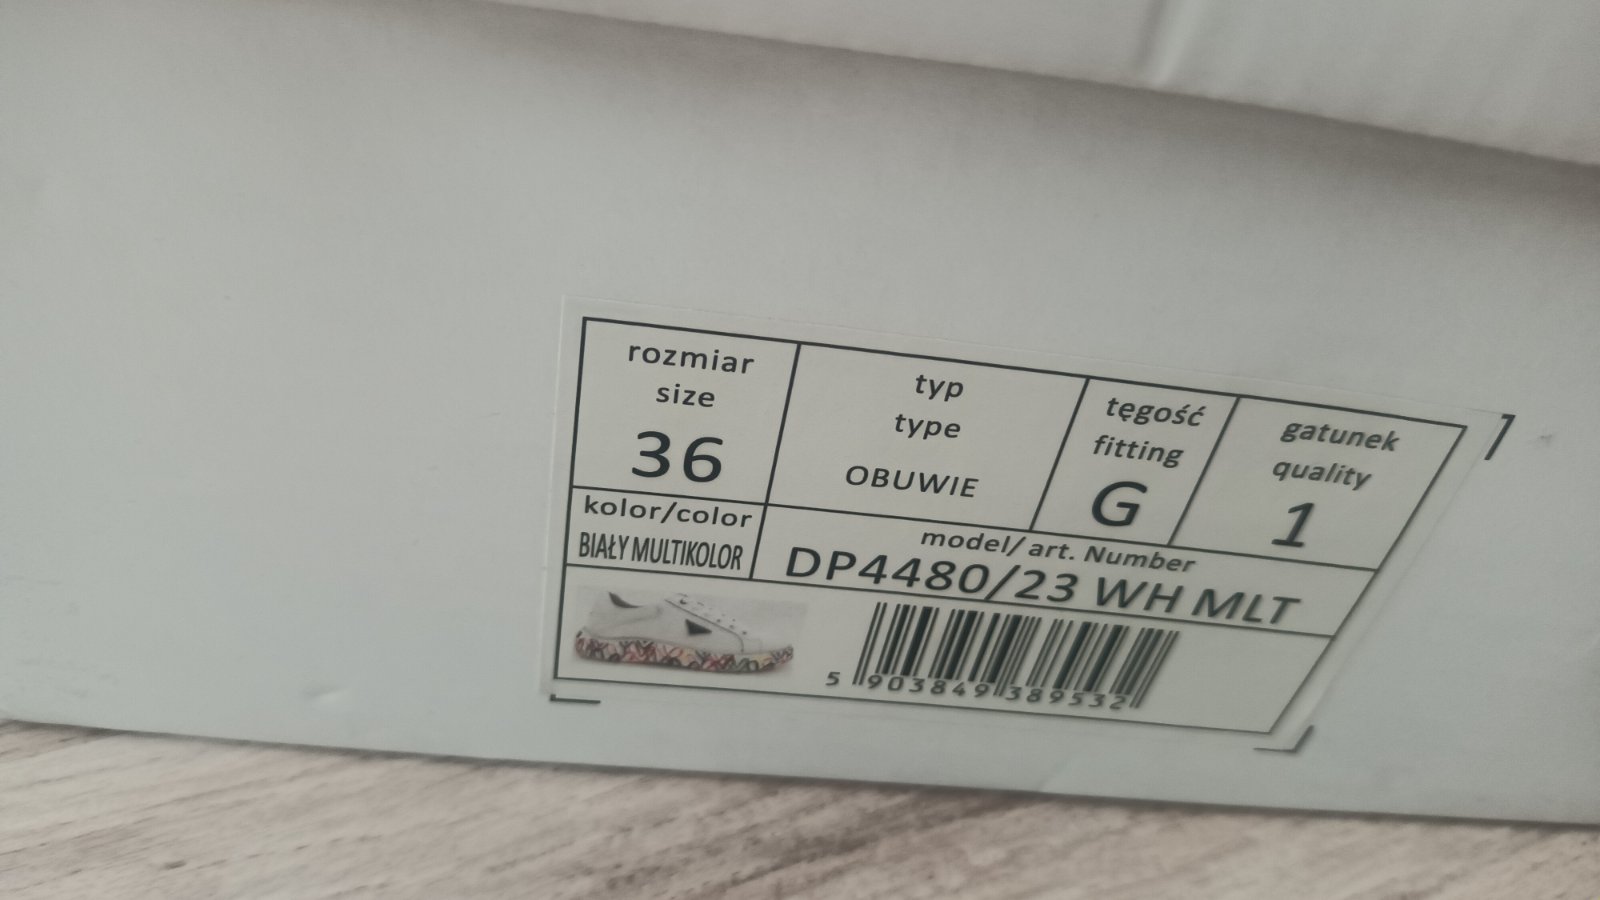 rozmiar
size
36
typ
type
OBUWIE
tęgość
fitting
G
gatunek
quality
1
kolor/color
BIAŁY MULTIKOLOR
model/art. Number
DP4480/23 WH MLT
5 903849 389532